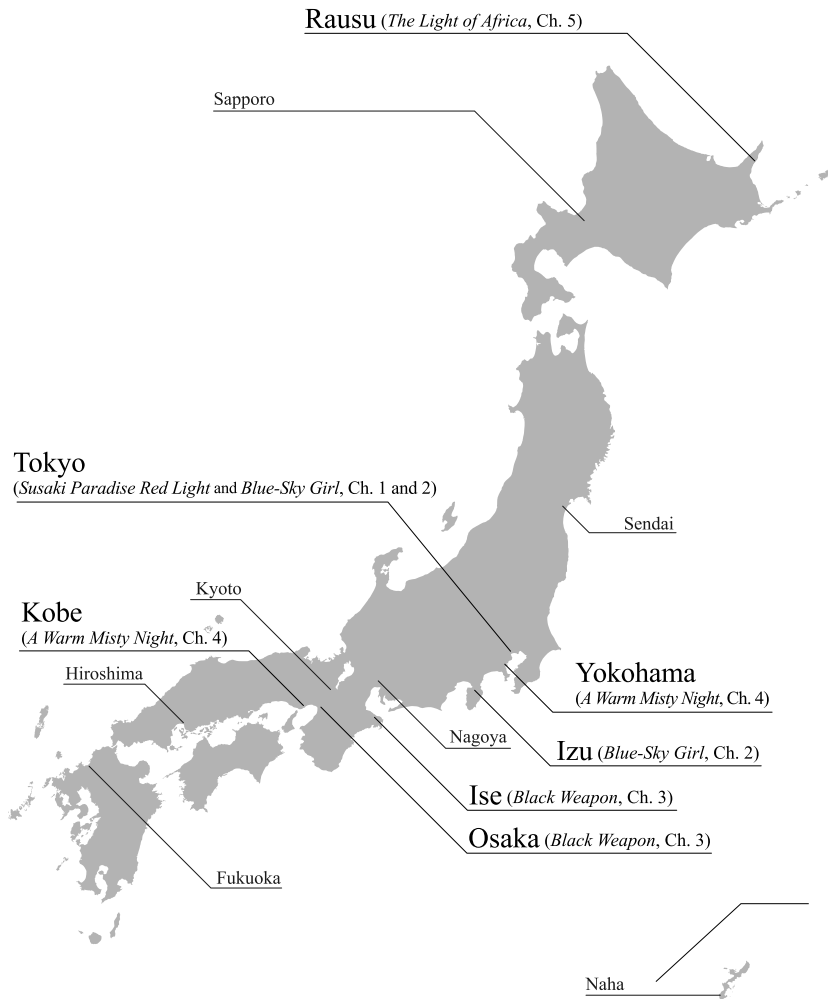 Rausu (The Light of Africa, Ch. 5)
Sapporo
Tokyo
(Susaki Paradise Red Light and Blue-Sky Girl, Ch. 1 and 2)
Sendai
Kyoto
Kobe
(A Warm Misty Night, Ch. 4)
Hiroshima
Yokohama
(A Warm Misty Night, Ch. 4)
Nagoya
Izu (Blue-Sky Girl, Ch. 2)
Ise (Black Weapon, Ch. 3)
Osaka (Black Weapon, Ch. 3)
Fukuoka
Naha